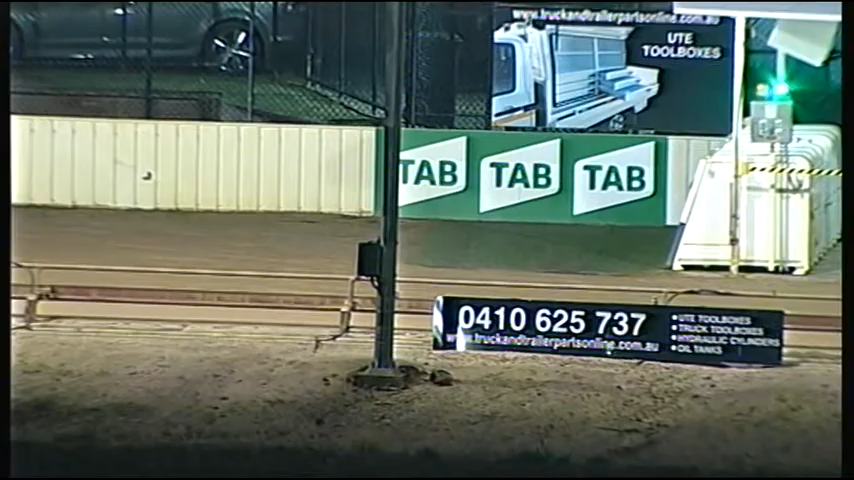 www.truckandtrailerpartsonline.com.au
UTE
TOOLBOXES
TAB TAB TAB
0410 625 737
www.truckandtrailerpartsonline.com.au
•UTE TOOLBOXES
•TRUCK TOOLBOXES
•HYDRAULIC CYLINDERS
•OIL TANKS